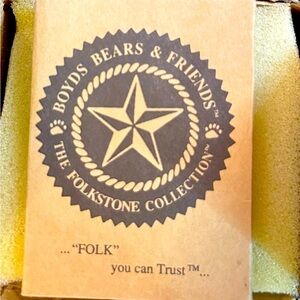 BOYDS BEARS & FRIENDS™
THE FOLKSTONE COLLECTION™
..."FOLK"
you can Trust™...